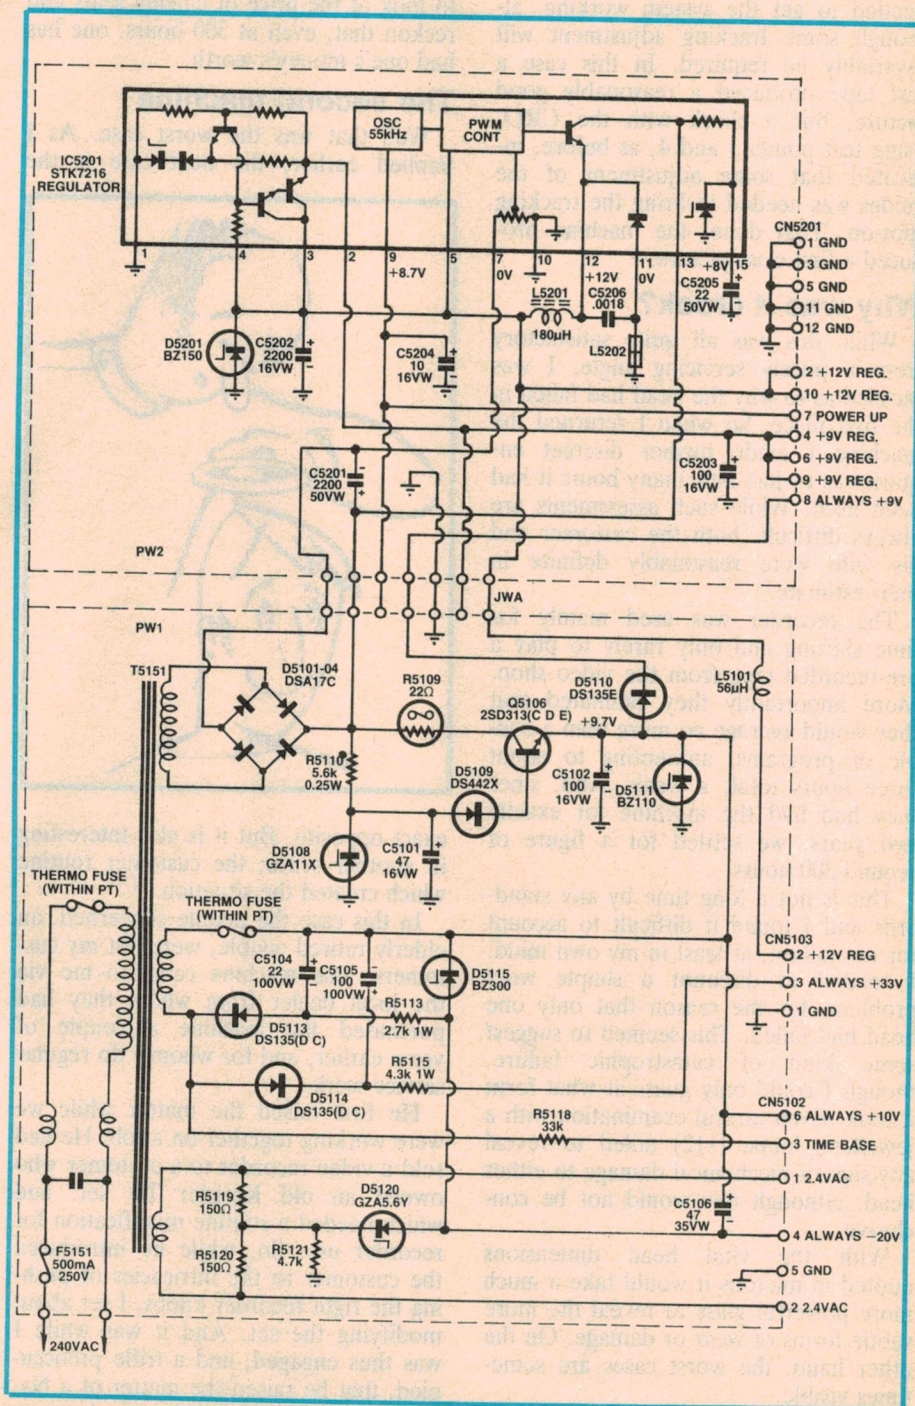 OSC
55kHz
PWM
CONT
IC5201
STK7216
REGULATOR
1
4
3
2
9
5
7
10
12
11
13
15
+8.7V
0V
+12V
0V
+8V
CN5201
1 GND
3 GND
5 GND
11 GND
12 GND
2 +12V REG.
10 +12V REG.
7 POWER UP
4 +9V REG.
6 +9V REG.
9 +9V REG.
8 ALWAYS +9V
L5201
180µH
C5206
.0018
C5205
22
50VW
L5202
D5201
BZ150
C5202
2200
16VW
C5204
10
16VW
C5201
2200
50VW
C5203
100
16VW
PW2
JWA
PW1
T5151
D5101-04
DSA17C
R5109
22Ω
Q5106
2SD313(C D E)
D5110
DS135E
+9.7V
L5101
56µH
R5110
5.6k
0.25W
D5109
DS442X
C5102
100
16VW
D5111
BZ110
D5108
GZA11X
C5101
47
16VW
THERMO FUSE
(WITHIN PT)
THERMO FUSE
(WITHIN PT)
C5104
22
100VW
C5105
100
100VW
D5115
BZ300
R5113
2.7k 1W
D5113
DS135(D C)
R5115
4.3k 1W
D5114
DS135(D C)
CN5103
2 +12V REG
3 ALWAYS +33V
1 GND
R5118
33k
CN5102
6 ALWAYS +10V
3 TIME BASE
1 2.4VAC
4 ALWAYS −20V
5 GND
2 2.4VAC
C5106
47
35VW
R5119
150Ω
R5120
150Ω
R5121
4.7k
D5120
GZA5.6Y
F5151
500mA
250V
240VAC